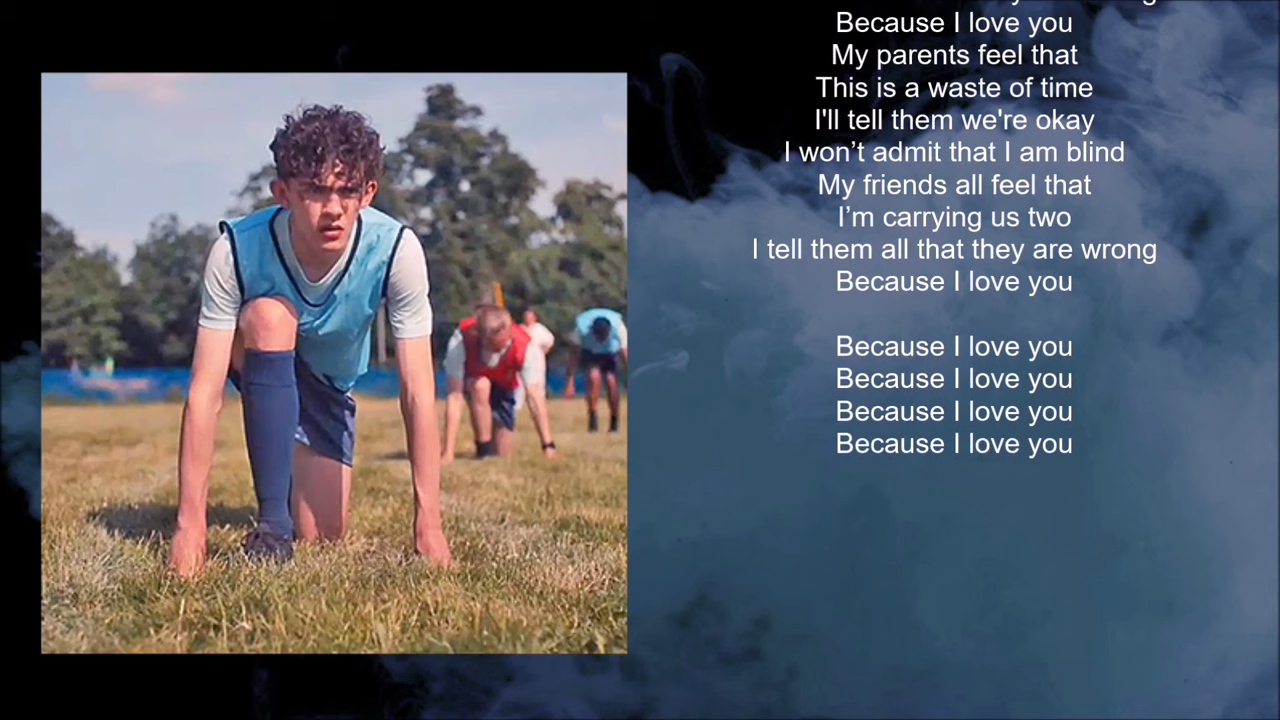 Because I love you
My parents feel that
This is a waste of time
I'll tell them we're okay
I won’t admit that I am blind
My friends all feel that
I’m carrying us two
I tell them all that they are wrong
Because I love you
Because I love you
Because I love you
Because I love you
Because I love you